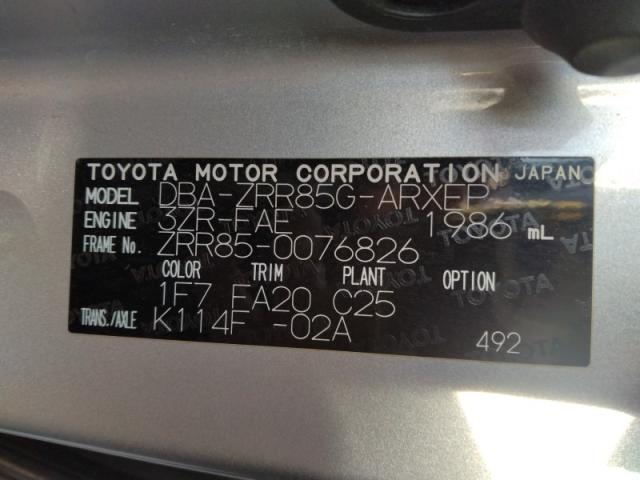 TOYOTA MOTOR CORPORATION JAPAN
MODEL DBA-ZRR85G-ARXEP
ENGINE 3ZR-FAE 1986 mL
FRAME No. ZRR85-0076826
COLOR TRIM PLANT OPTION
1F7 FA20 C25
TRANS./AXLE K114F -02A
492